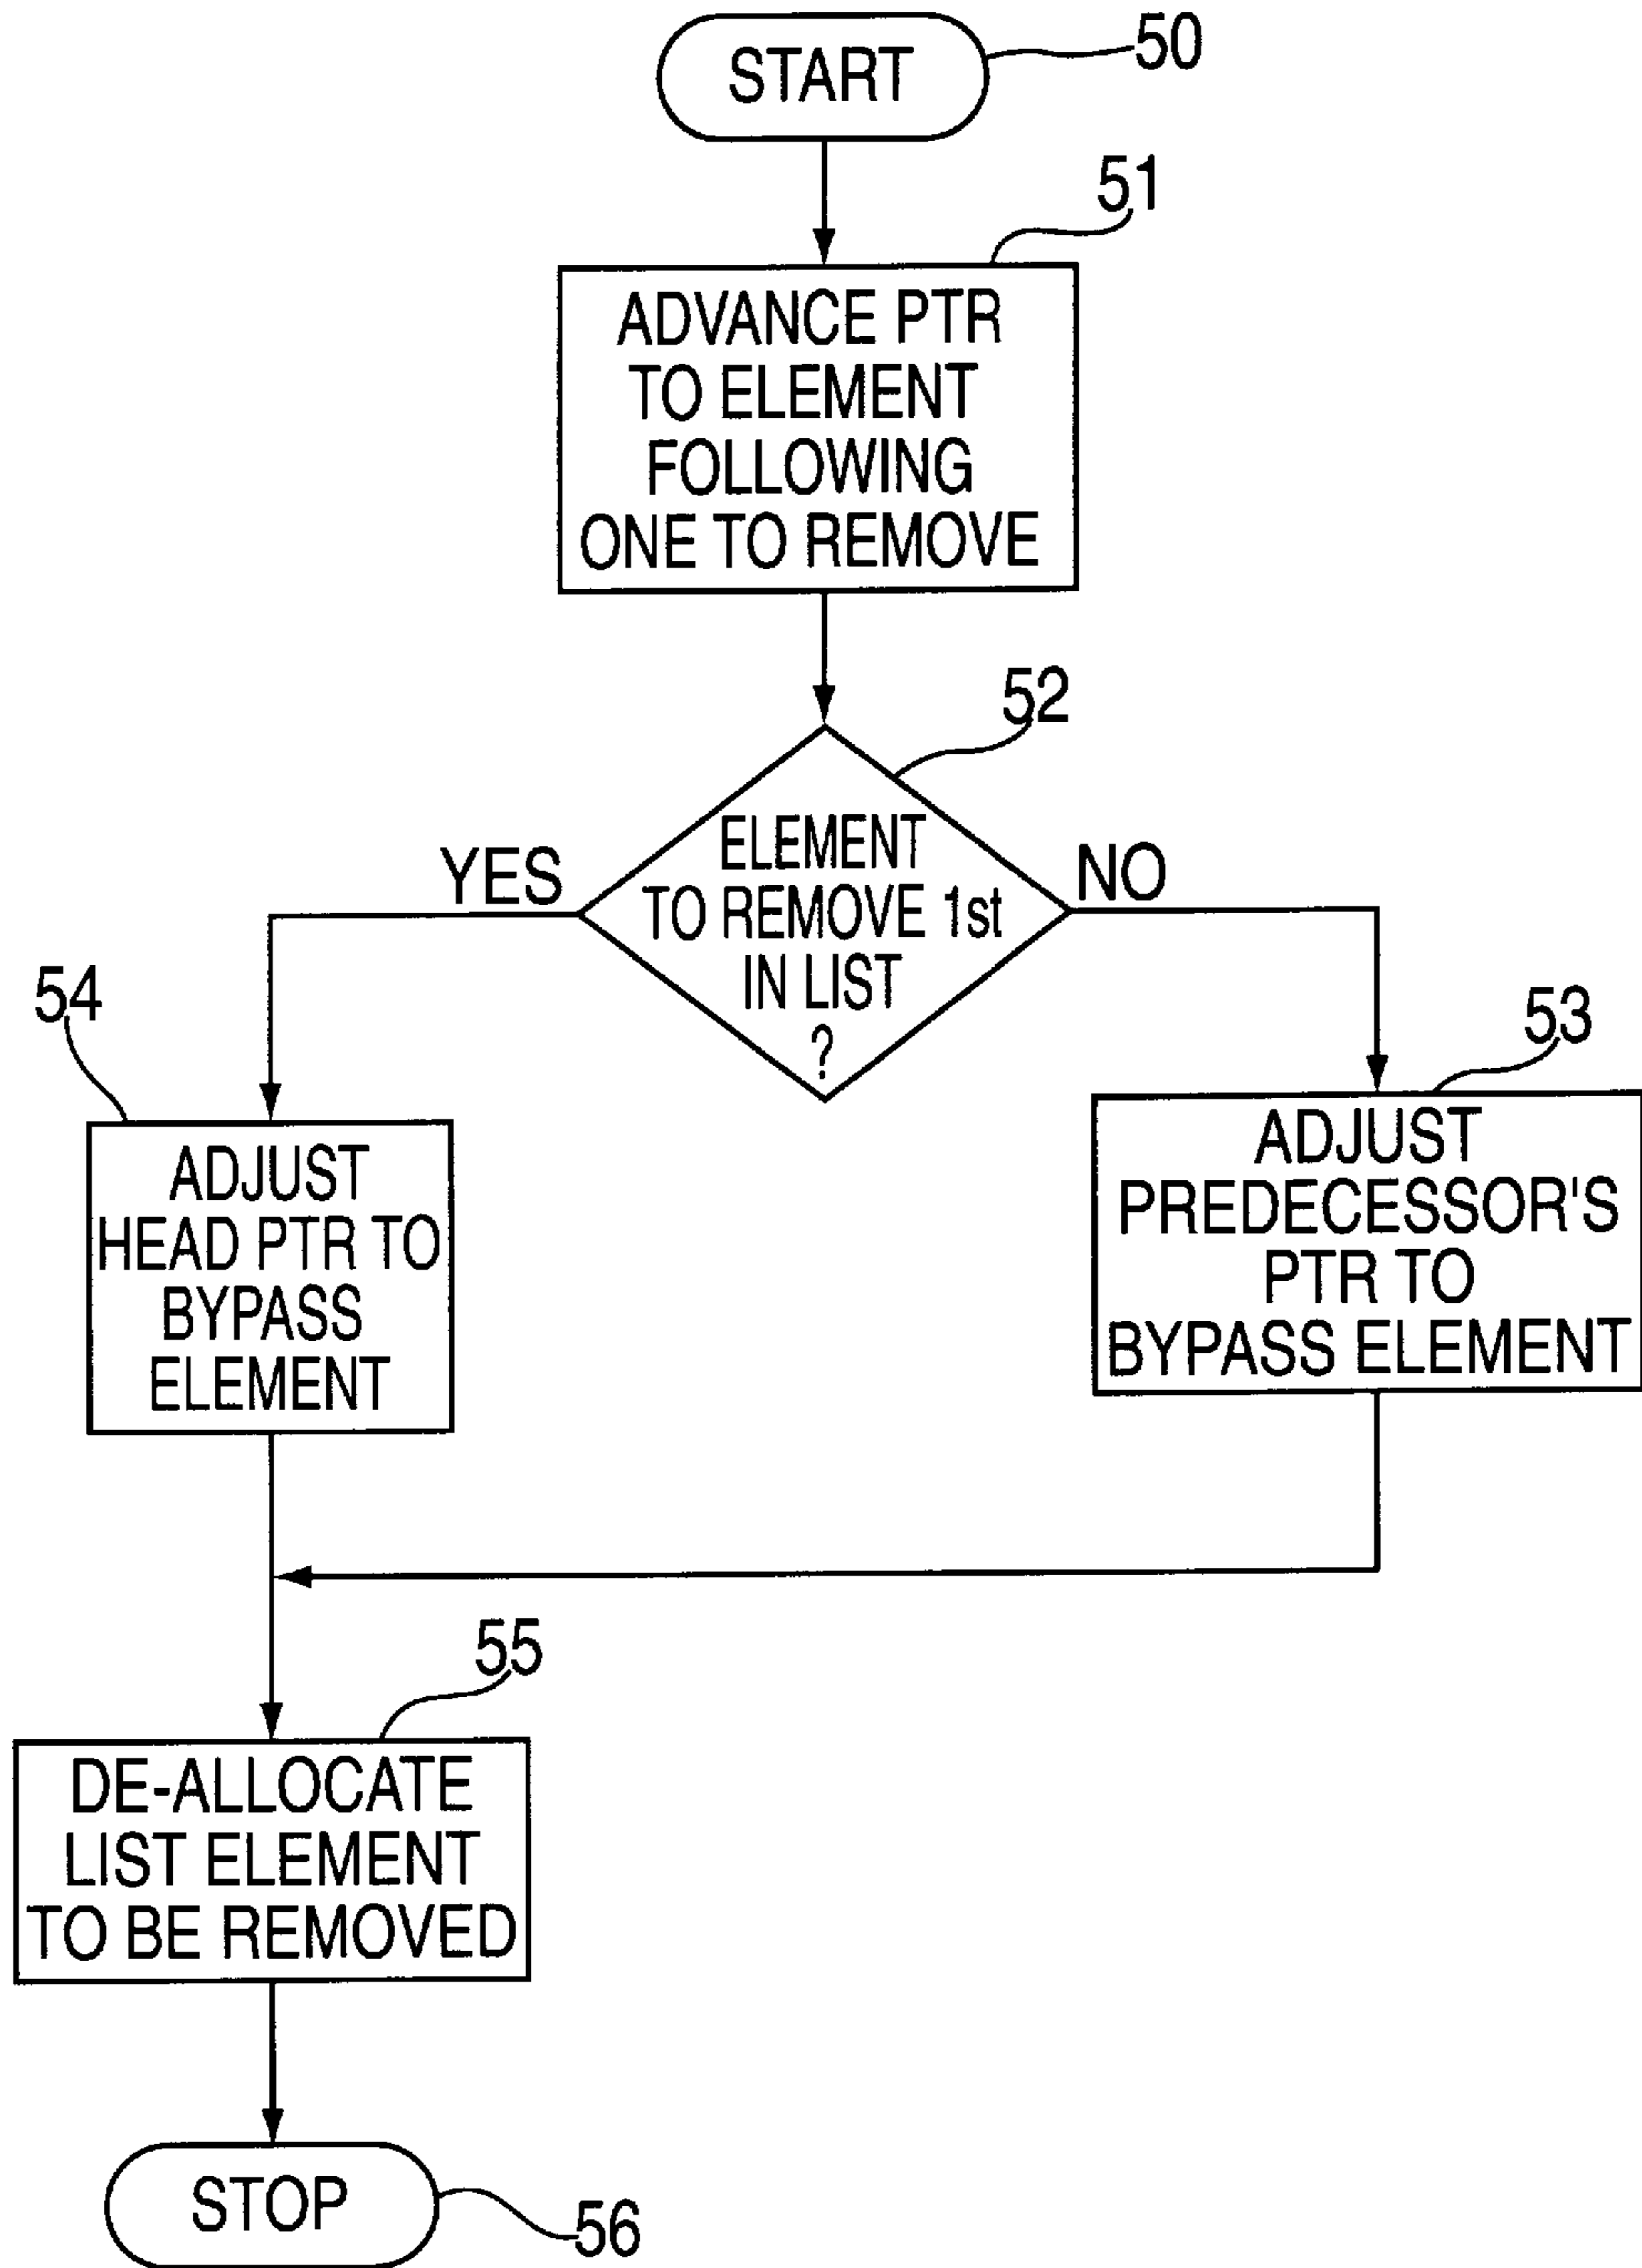 START
50
51
ADVANCE PTR
TO ELEMENT
FOLLOWING
ONE TO REMOVE
52
ELEMENT
TO REMOVE 1st
IN LIST
?
YES
NO
54
ADJUST
HEAD PTR TO
BYPASS
ELEMENT
53
ADJUST
PREDECESSOR'S
PTR TO
BYPASS ELEMENT
55
DE-ALLOCATE
LIST ELEMENT
TO BE REMOVED
STOP
56